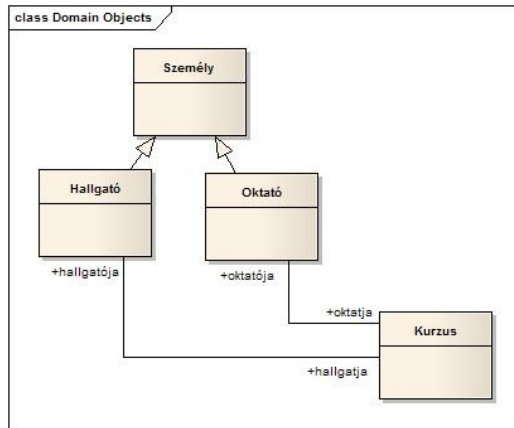 class Domain Objects
Személy
Hallgató
Oktató
+hallgatója
+oktatója
+oktatja
Kurzus
+hallgatja